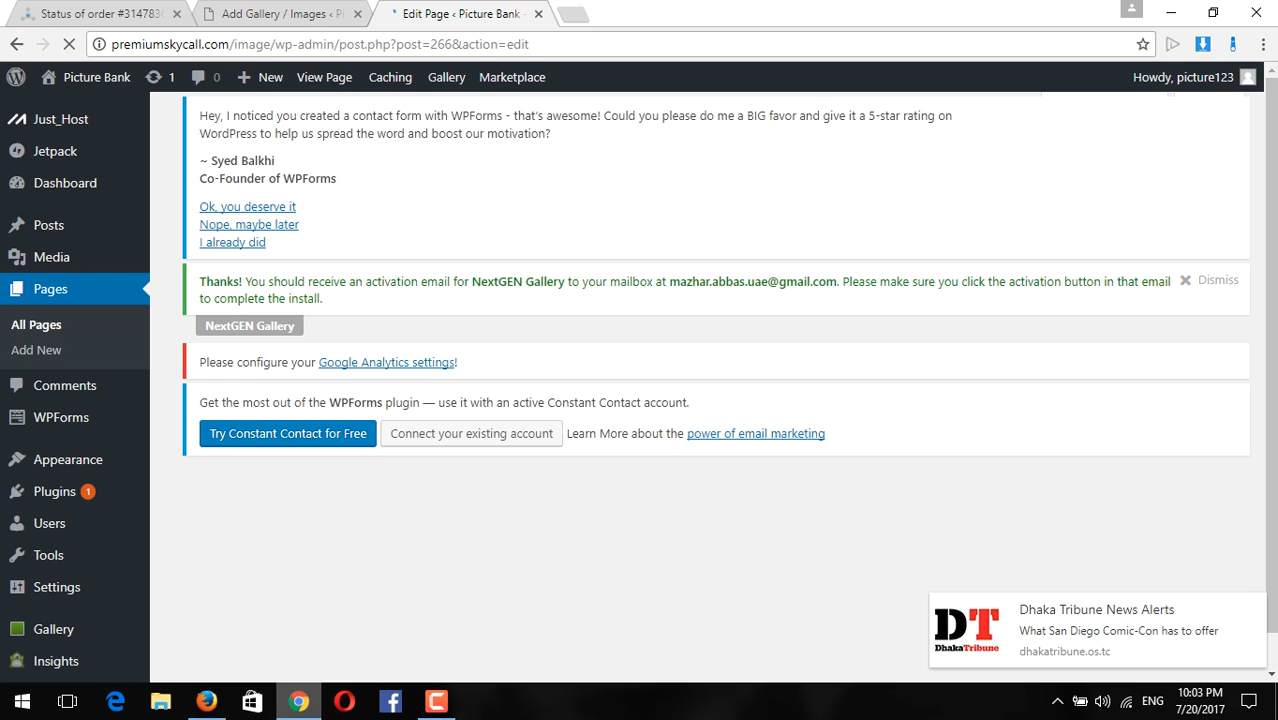 Status of order #314783
Add Gallery / Images ‹ Pi
Edit Page ‹ Picture Bank -
premiumskycall.com/image/wp-admin/post.php?post=266&action=edit
Picture Bank
1
0
New
View Page
Caching
Gallery
Marketplace
Howdy, picture123
Just_Host
Jetpack
Dashboard
Posts
Media
Pages
All Pages
Add New
Comments
WPForms
Appearance
Plugins 1
Users
Tools
Settings
Gallery
Insights
Hey, I noticed you created a contact form with WPForms - that's awesome! Could you please do me a BIG favor and give it a 5-star rating on
WordPress to help us spread the word and boost our motivation?
~ Syed Balkhi
Co-Founder of WPForms
Ok, you deserve it
Nope, maybe later
I already did
Thanks! You should receive an activation email for NextGEN Gallery to your mailbox at mazhar.abbas.uae@gmail.com. Please make sure you click the activation button in that email
to complete the install.
Dismiss
NextGEN Gallery
Please configure your Google Analytics settings!
Get the most out of the WPForms plugin — use it with an active Constant Contact account.
Try Constant Contact for Free
Connect your existing account
Learn More about the power of email marketing
DT
DhakaTribune
Dhaka Tribune News Alerts
What San Diego Comic-Con has to offer
dhakatribune.os.tc
ENG
10:03 PM
7/20/2017